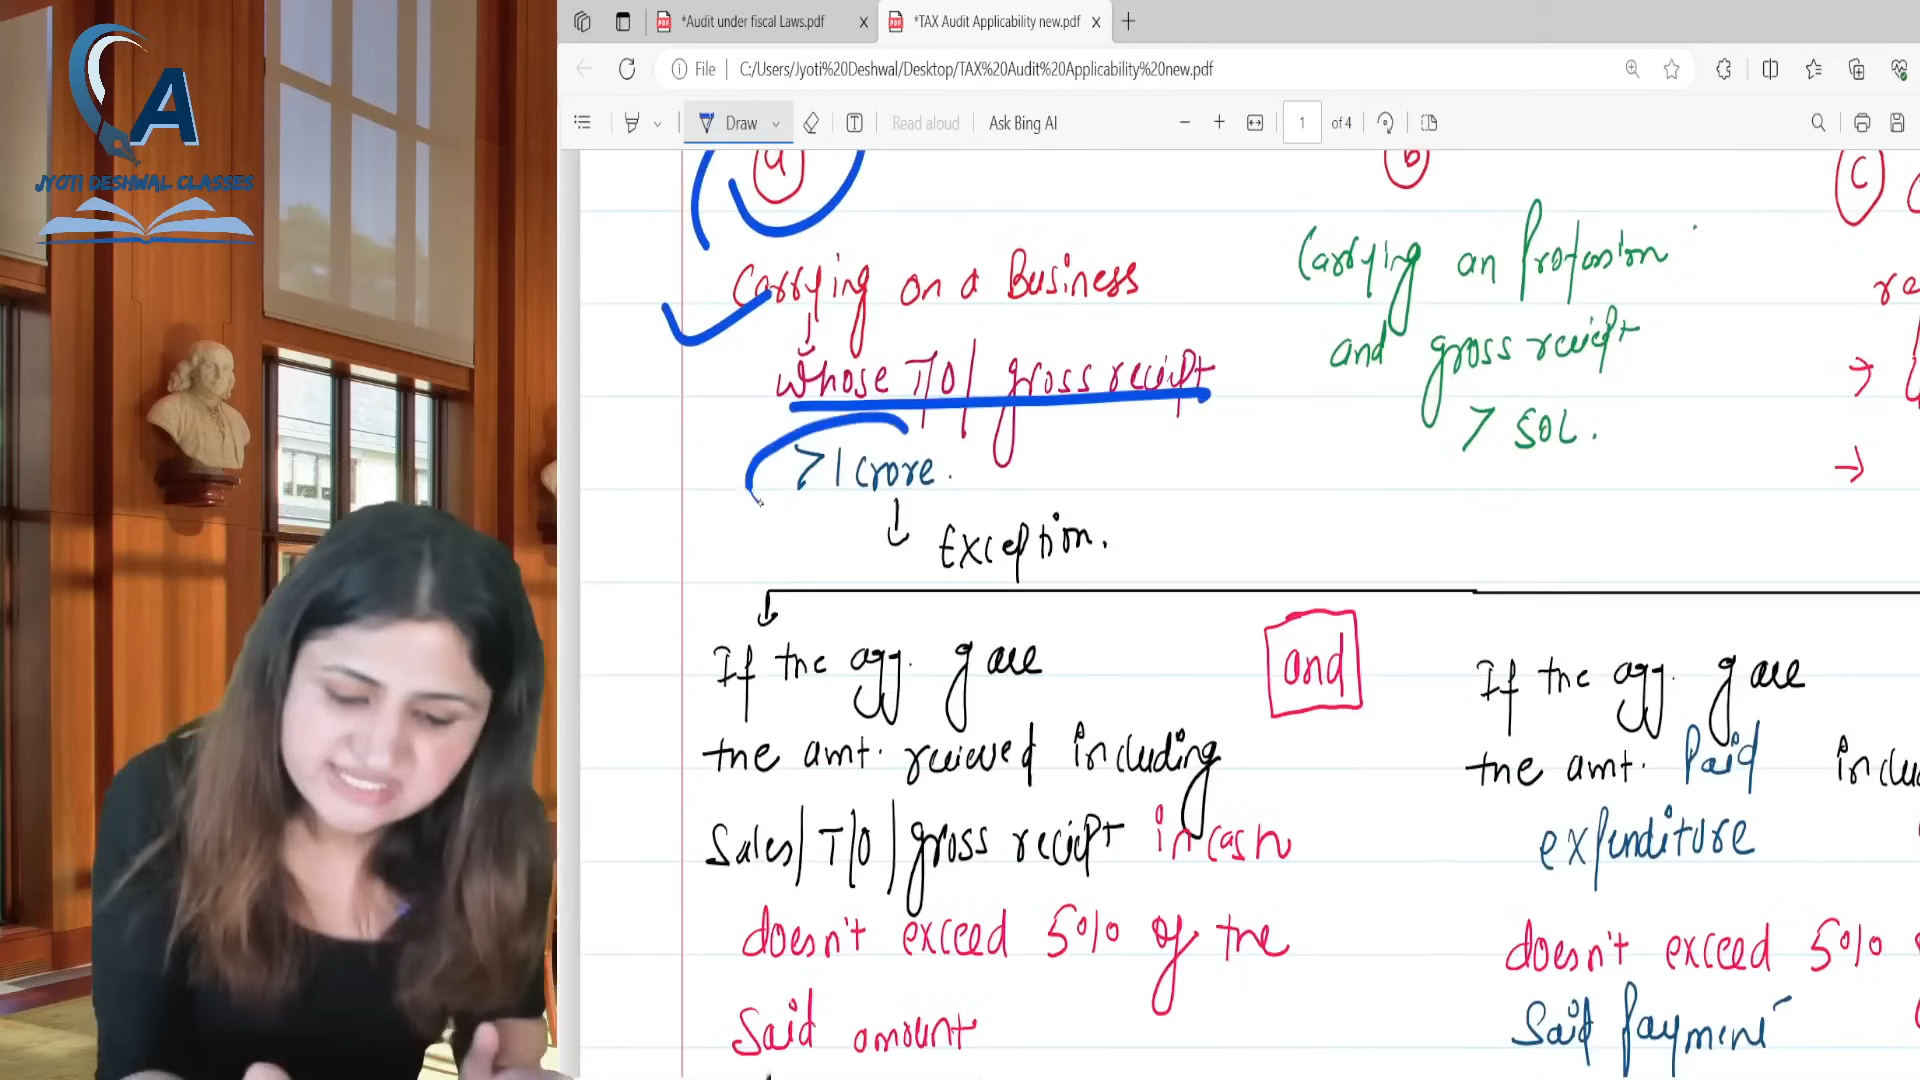 A
JYOTI DESHWAL CLASSES
*Audit under fiscal Laws.pdf
*TAX Audit Applicability new.pdf
File
C:/Users/Jyoti%20Deshwal/Desktop/TAX%20Audit%20Applicability%20new.pdf
Draw
Read aloud
Ask Bing AI
1 of 4
a
Carrying on a Business
whose T/O/ gross receipt
> 1 crore.
Exception.
b
Carrying on Profession
and gross receipt
> 50L.
C
re
If the agg. of all
the amt. received including
Sales/T/O/gross receipt in cash
doesn't exceed 5% of the
Said amount
and
If the agg. of all
the amt. Paid inclu
expenditure
doesn't exceed 5%
Said payment